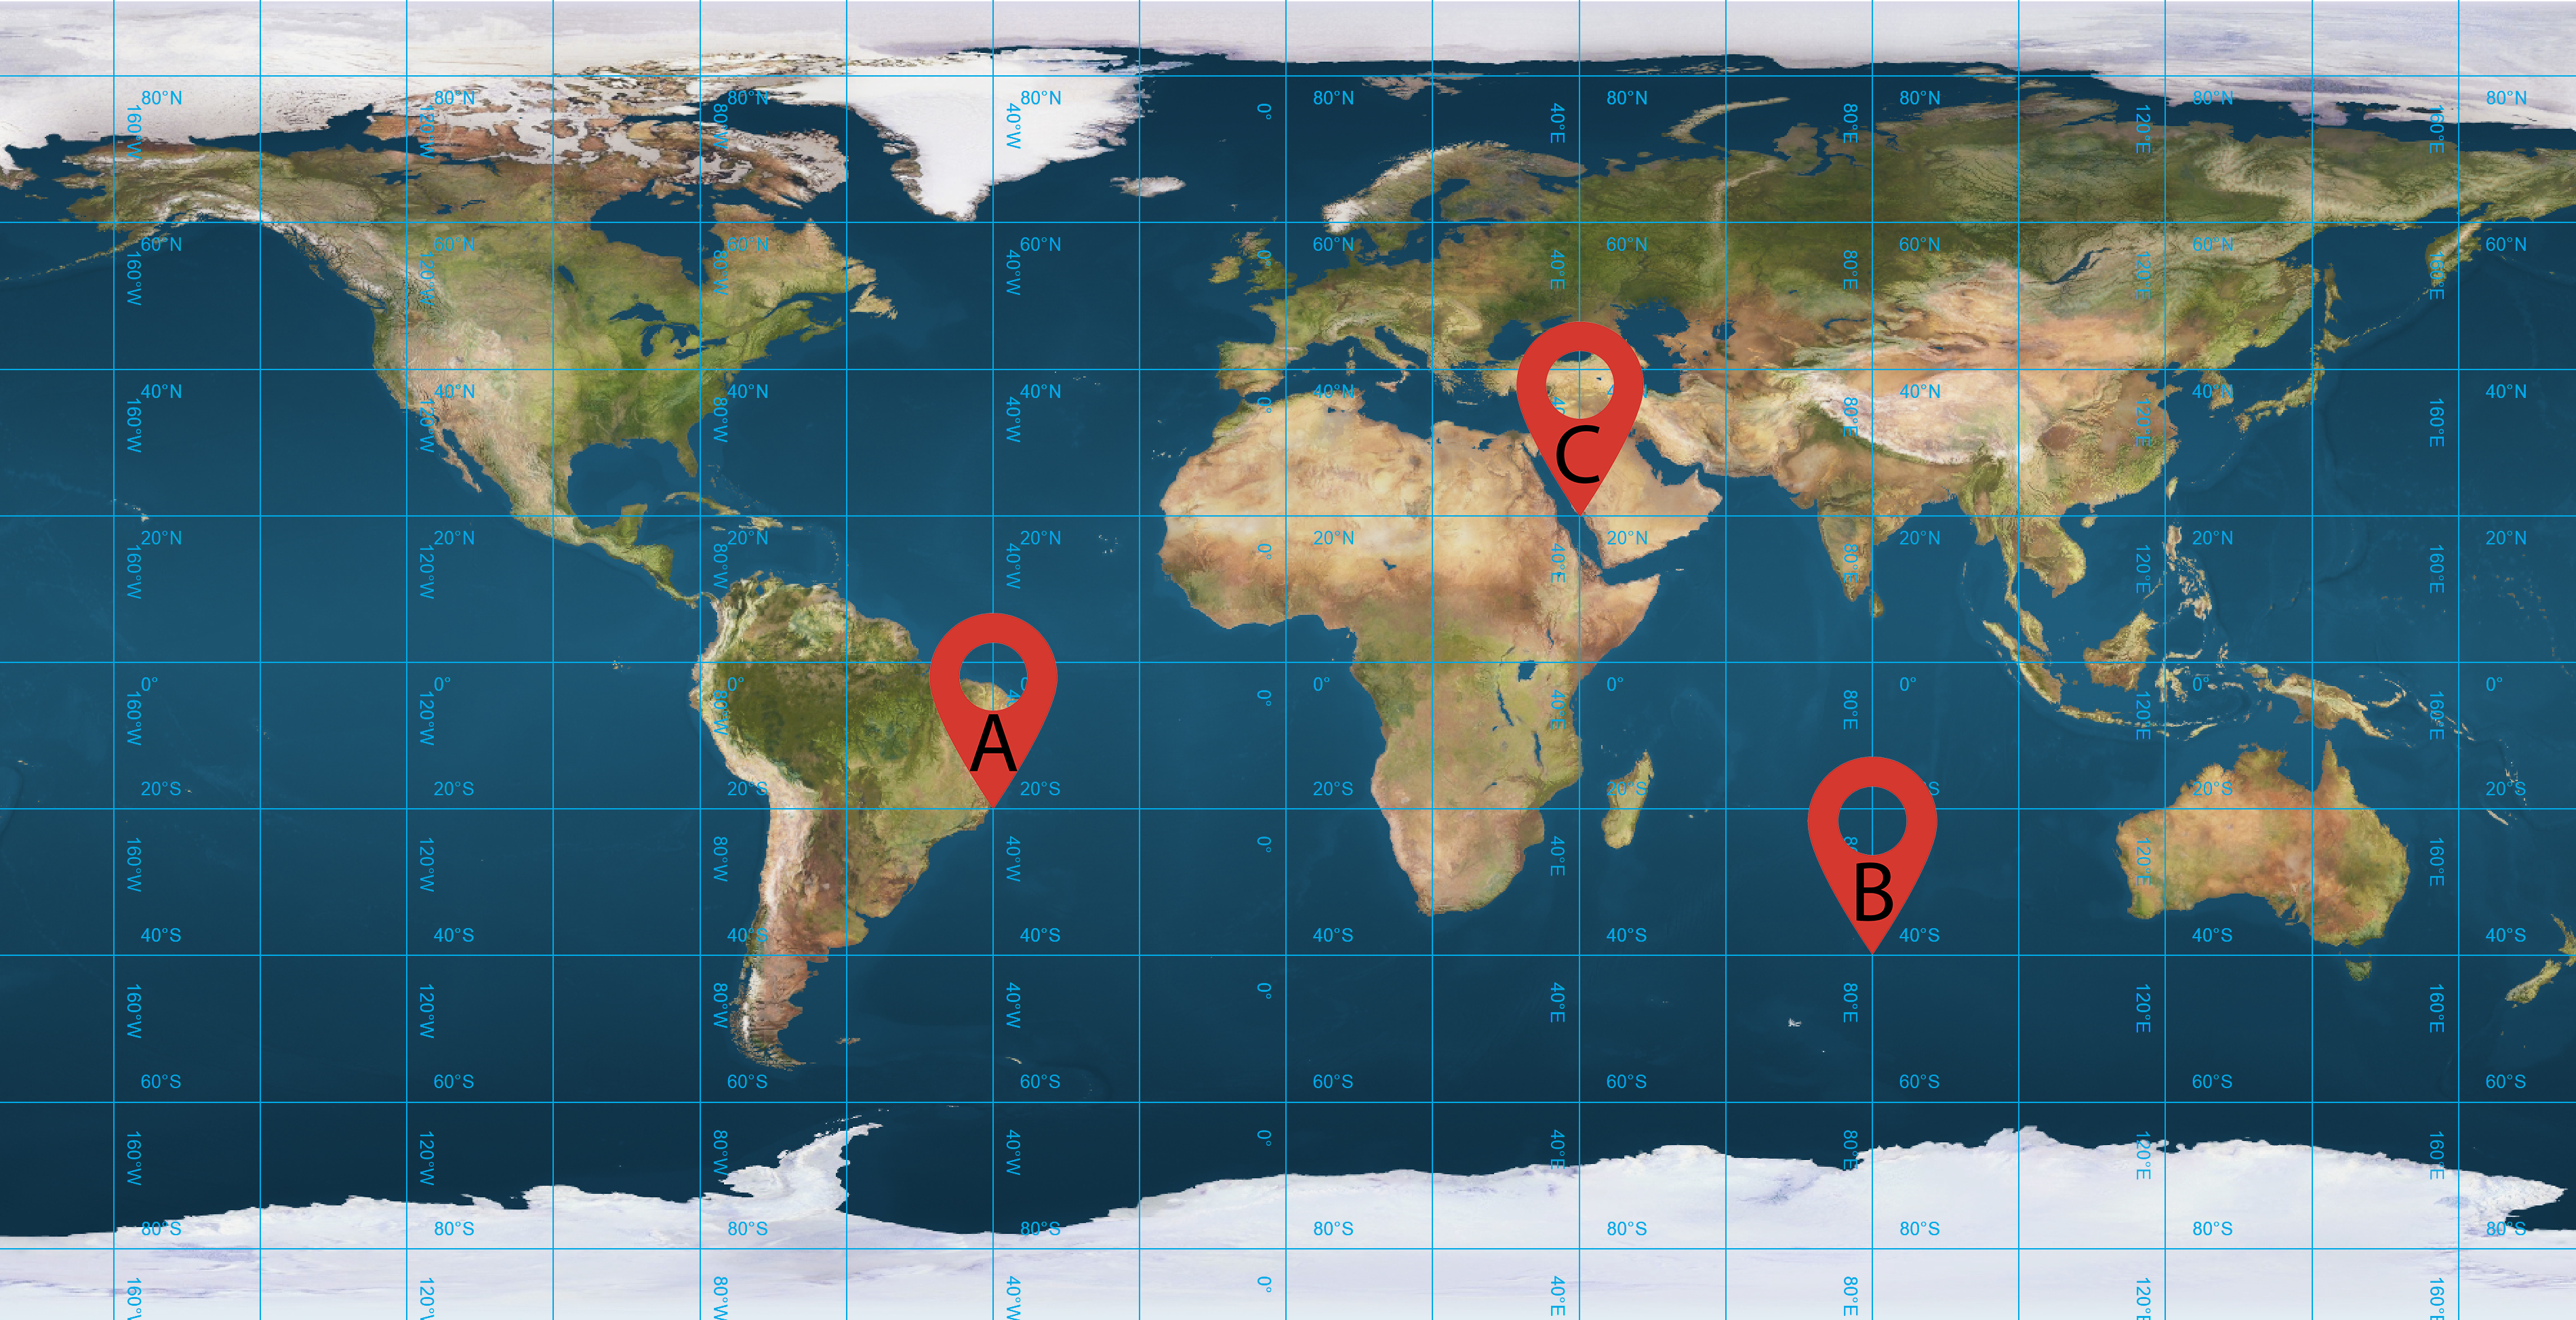 80°N 80°N 80°N 80°N 80°N 80°N 80°N 80°N 80°N
160°W 120°W 80°W 40°W 0° 40°E 80°E 120°E 160°E
60°N 60°N 60°N 60°N 60°N 60°N 60°N 60°N 60°N
160°W 120°W 80°W 40°W 0° 40°E 80°E 120°E 160°E
40°N 40°N 40°N 40°N 40°N 40°N 40°N 40°N
160°W 120°W 80°W 40°W 0° 80°E 120°E 160°E
C
20°N 20°N 20°N 20°N 20°N 20°N 20°N 20°N 20°N
160°W 120°W 80°W 40°W 0° 40°E 80°E 120°E 160°E
0° 0° 0° 0° 0° 0° 0° 0°
160°W 120°W 80°W 0° 40°E 80°E 120°E 160°E
A
20°S 20°S 20°S 20°S 20°S 20°S 20°S 20°S
160°W 120°W 80°W 40°W 0° 40°E 120°E 160°E
B
40°S 40°S 40°S 40°S 40°S 40°S 40°S 40°S 40°S
160°W 120°W 80°W 40°W 0° 40°E 80°E 120°E 160°E
60°S 60°S 60°S 60°S 60°S 60°S 60°S 60°S 60°S
160°W 120°W 80°W 40°W 0° 40°E 80°E 120°E 160°E
80°S 80°S 80°S 80°S 80°S 80°S 80°S 80°S 80°S
160°W 120°W 80°W 40°W 0° 40°E 80°E 120°E 160°E